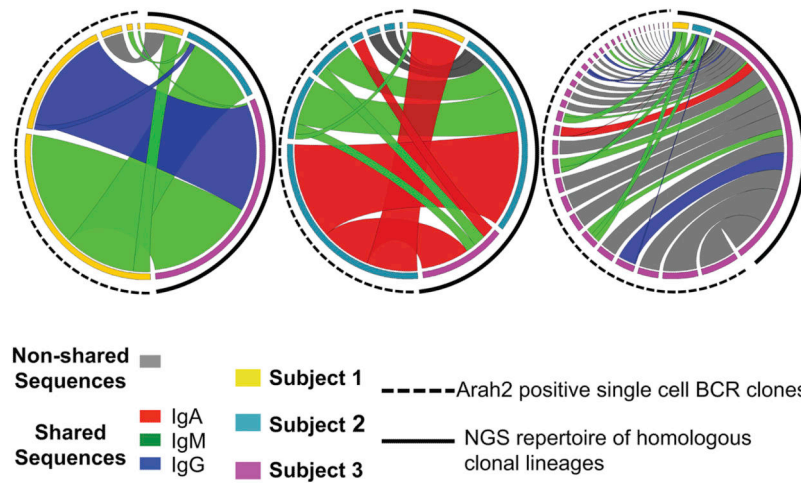 Non-shared
Sequences
Shared
Sequences
IgA
IgM
IgG
Subject 1
Subject 2
Subject 3
Arah2 positive single cell BCR clones
NGS repertoire of homologous
clonal lineages